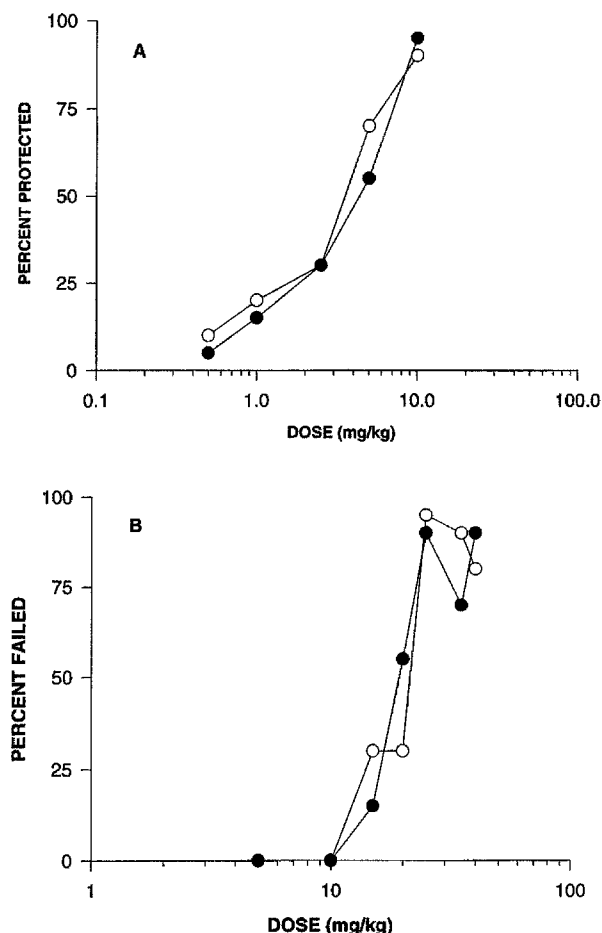 100
A
75
PERCENT PROTECTED
50
25
0
0.1 1.0 10.0 100.0
DOSE (mg/kg)
100
B
75
PERCENT FAILED
50
25
0
1 10 100
DOSE (mg/kg)